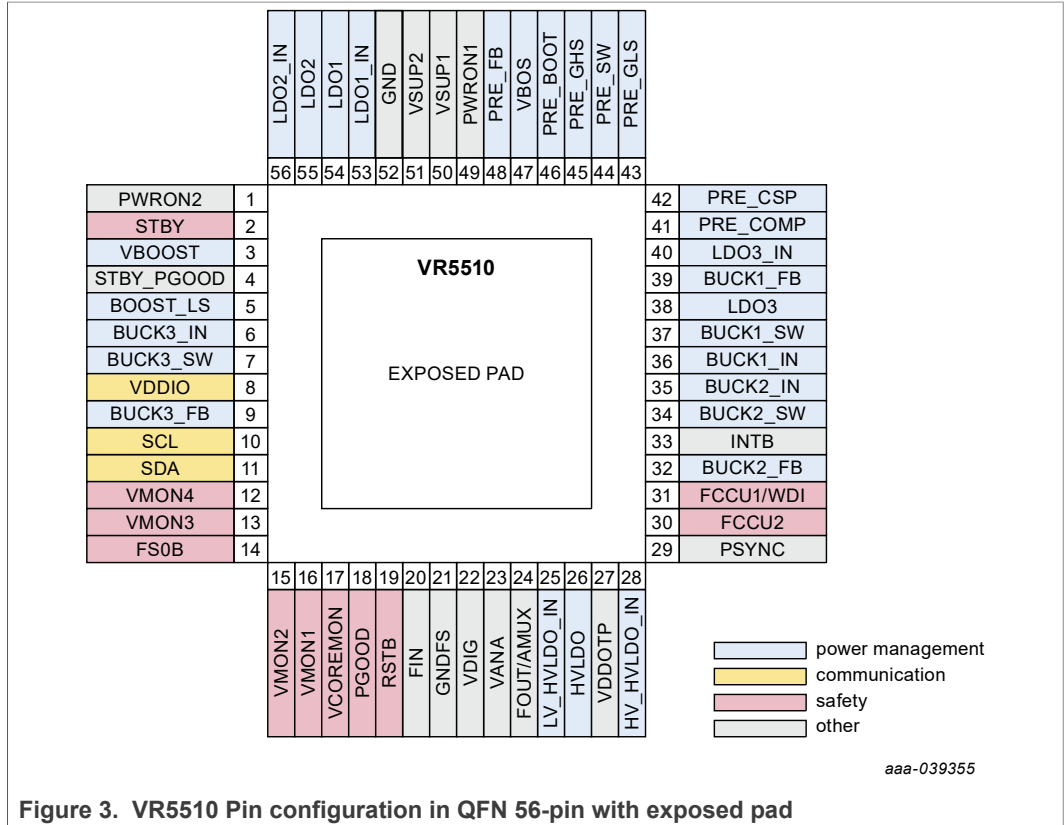 LDO2_IN
LDO2
LDO1
LDO1_IN
GND
VSUP2
VSUP1
PWRON1
PRE_FB
VBOS
PRE_BOOT
PRE_GHS
PRE_SW
PRE_GLS
56 55 54 53 52 51 50 49 48 47 46 45 44 43
PWRON2 1
STBY 2
VBOOST 3
STBY_PGOOD 4
BOOST_LS 5
BUCK3_IN 6
BUCK3_SW 7
VDDIO 8
BUCK3_FB 9
SCL 10
SDA 11
VMON4 12
VMON3 13
FS0B 14
VR5510
EXPOSED PAD
42 PRE_CSP
41 PRE_COMP
40 LDO3_IN
39 BUCK1_FB
38 LDO3
37 BUCK1_SW
36 BUCK1_IN
35 BUCK2_IN
34 BUCK2_SW
33 INTB
32 BUCK2_FB
31 FCCU1/WDI
30 FCCU2
29 PSYNC
15 16 17 18 19 20 21 22 23 24 25 26 27 28
VMON2
VMON1
VCOREMON
PGOOD
RSTB
FIN
GNDFS
VDIG
VANA
FOUT/AMUX
LV_HVLDO_IN
HVLDO
VDDOTP
HV_HVLDO_IN
power management
communication
safety
other
aaa-039355
Figure 3. VR5510 Pin configuration in QFN 56-pin with exposed pad